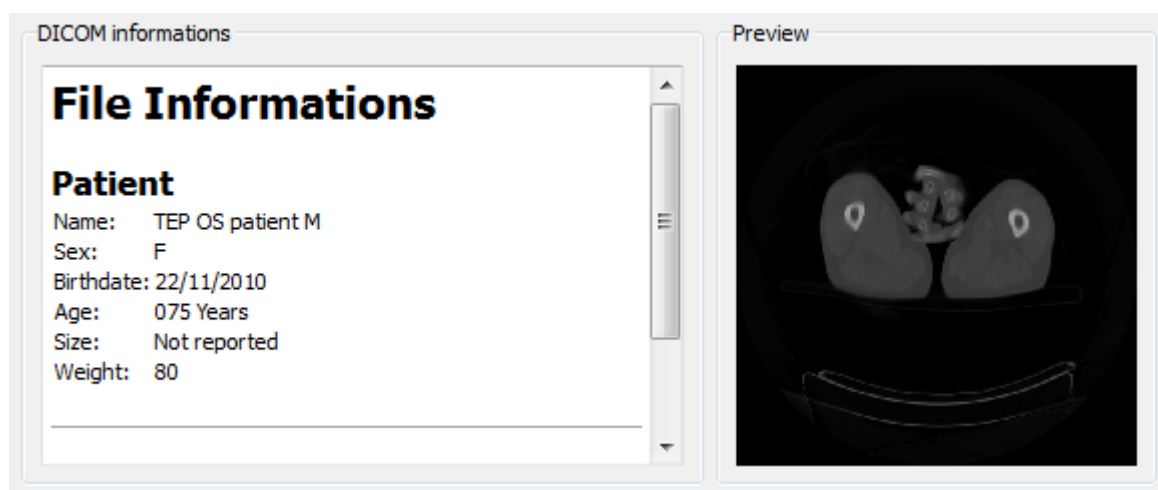 DICOM informations
Preview
File Informations
Patient
Name: TEP OS patient M
Sex: F
Birthdate: 22/11/2010
Age: 075 Years
Size: Not reported
Weight: 80